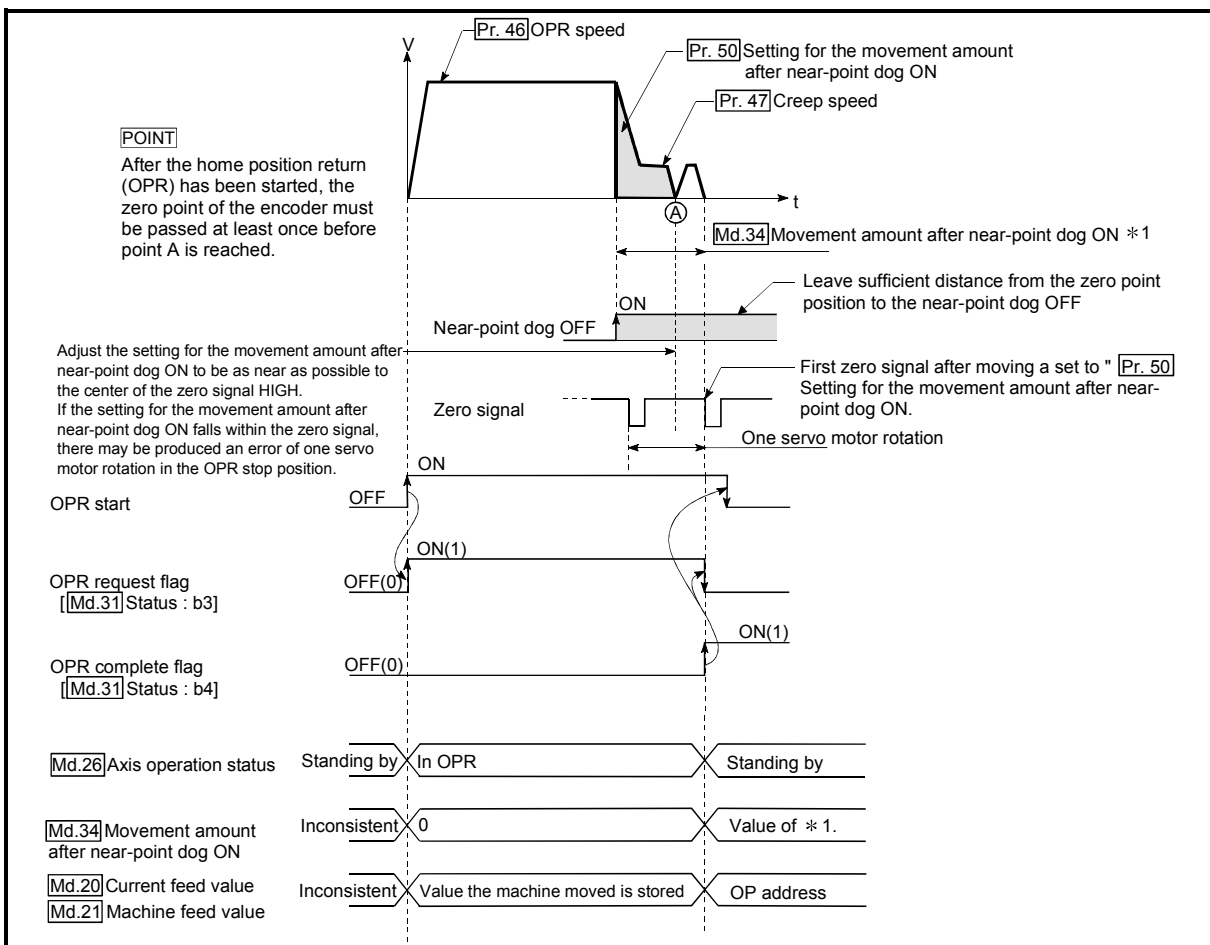 Pr. 46 OPR speed
V
Pr. 50 Setting for the movement amount
after near-point dog ON
Pr. 47 Creep speed
POINT
After the home position return
(OPR) has been started, the
zero point of the encoder must
be passed at least once before
point A is reached.
t
A
Md.34 Movement amount after near-point dog ON *1
Leave sufficient distance from the zero point
position to the near-point dog OFF
ON
Near-point dog OFF
Adjust the setting for the movement amount after
near-point dog ON to be as near as possible to
the center of the zero signal HIGH.
If the setting for the movement amount after
near-point dog ON falls within the zero signal,
there may be produced an error of one servo
motor rotation in the OPR stop position.
First zero signal after moving a set to " Pr. 50
Setting for the movement amount after near-
point dog ON.
Zero signal
One servo motor rotation
ON
OPR start
OFF
ON(1)
OPR request flag
[Md.31 Status : b3]
OFF(0)
ON(1)
OPR complete flag
[Md.31 Status : b4]
OFF(0)
Md.26 Axis operation status Standing by In OPR Standing by
Md.34 Movement amount
after near-point dog ON
Inconsistent 0 Value of *1.
Md.20 Current feed value
Md.21 Machine feed value
Inconsistent Value the machine moved is stored OP address